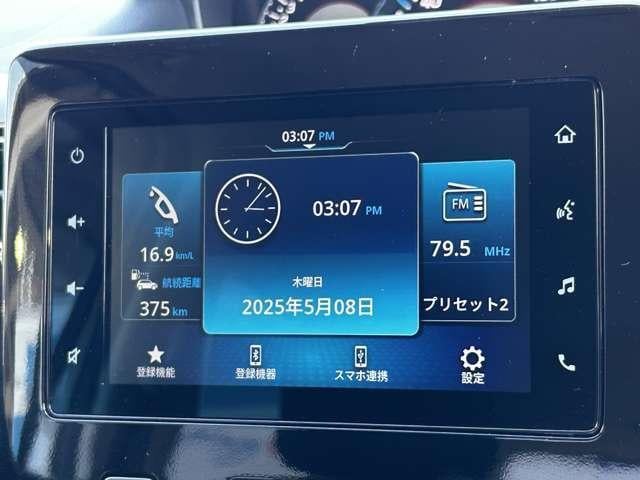 03:07 PM
平均
16.9 km/L
航続距離
375 km
03:07 PM
木曜日
2025年5月08日
FM
79.5 MHz
プリセット2
登録機能
登録機器
スマホ連携
設定